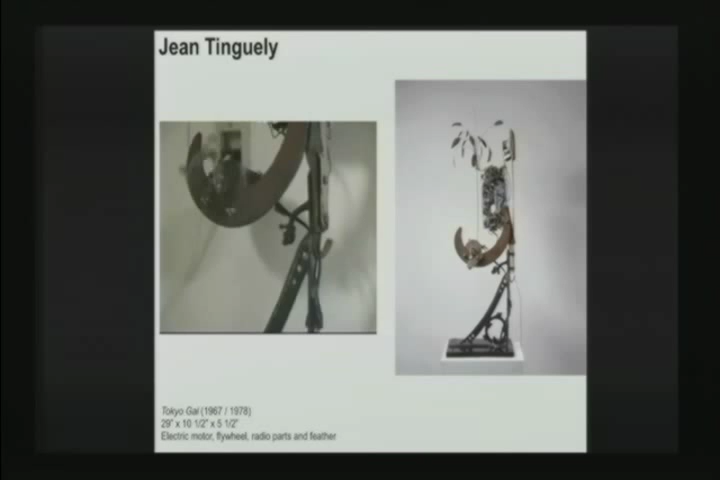 Jean Tinguely
Tokyo Gal (1967 / 1978)
29" x 10 1/2" x 5 1/2"
Electric motor, flywheel, radio parts and feather